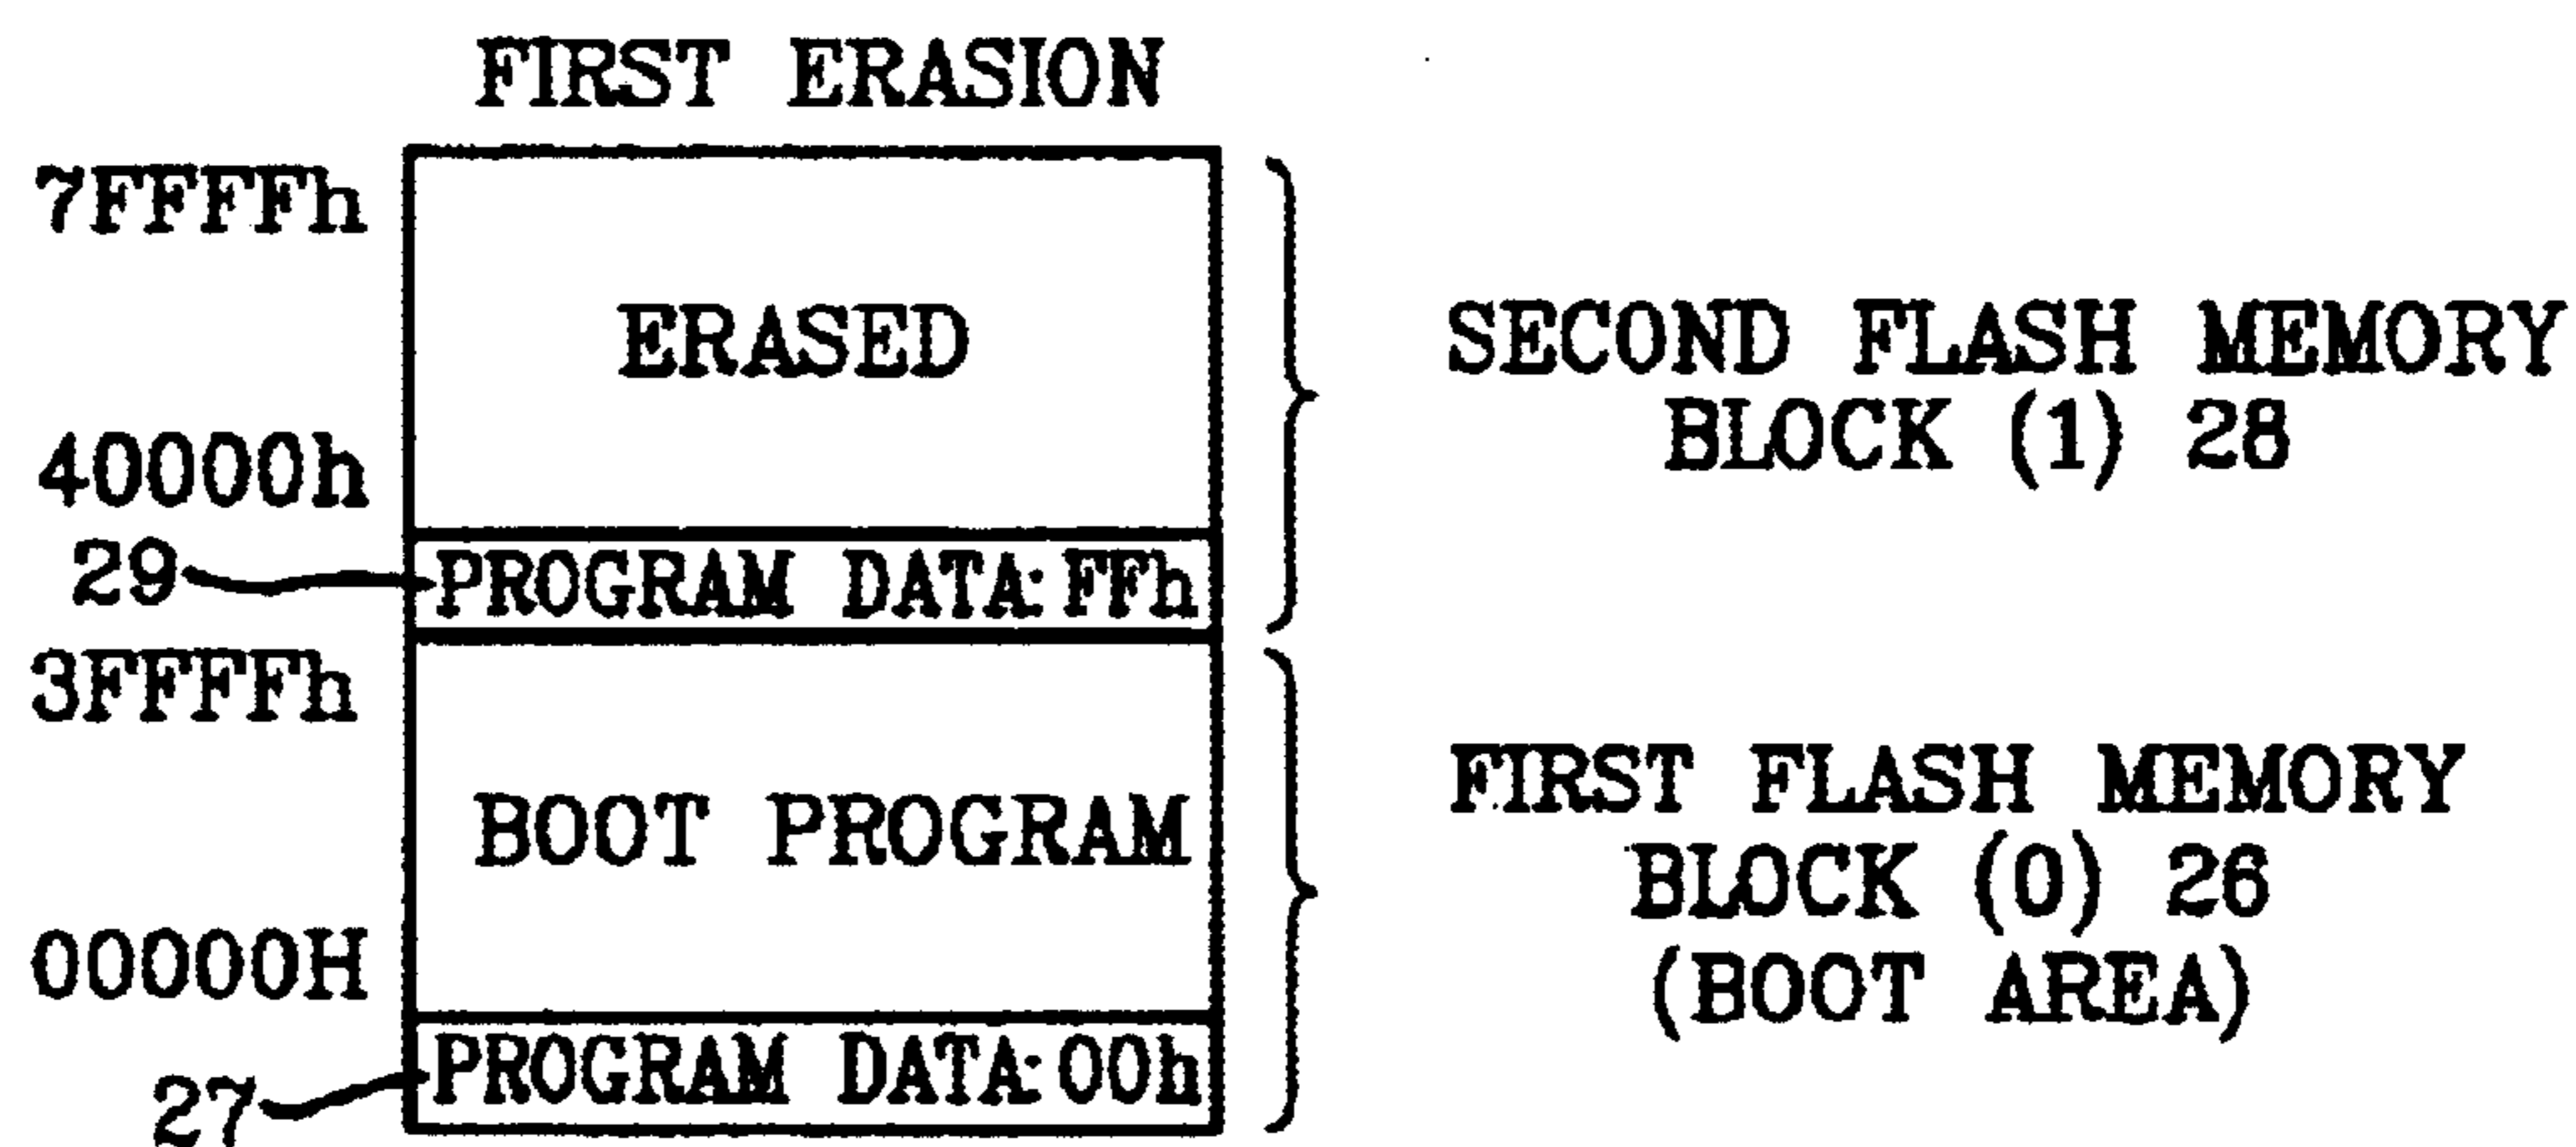 FIRST ERASION
7FFFFh
ERASED
SECOND FLASH MEMORY
BLOCK (1) 28
40000h
29
PROGRAM DATA:FFh
3FFFFh
BOOT PROGRAM
FIRST FLASH MEMORY
BLOCK (0) 26
(BOOT AREA)
00000H
PROGRAM DATA:00h
27